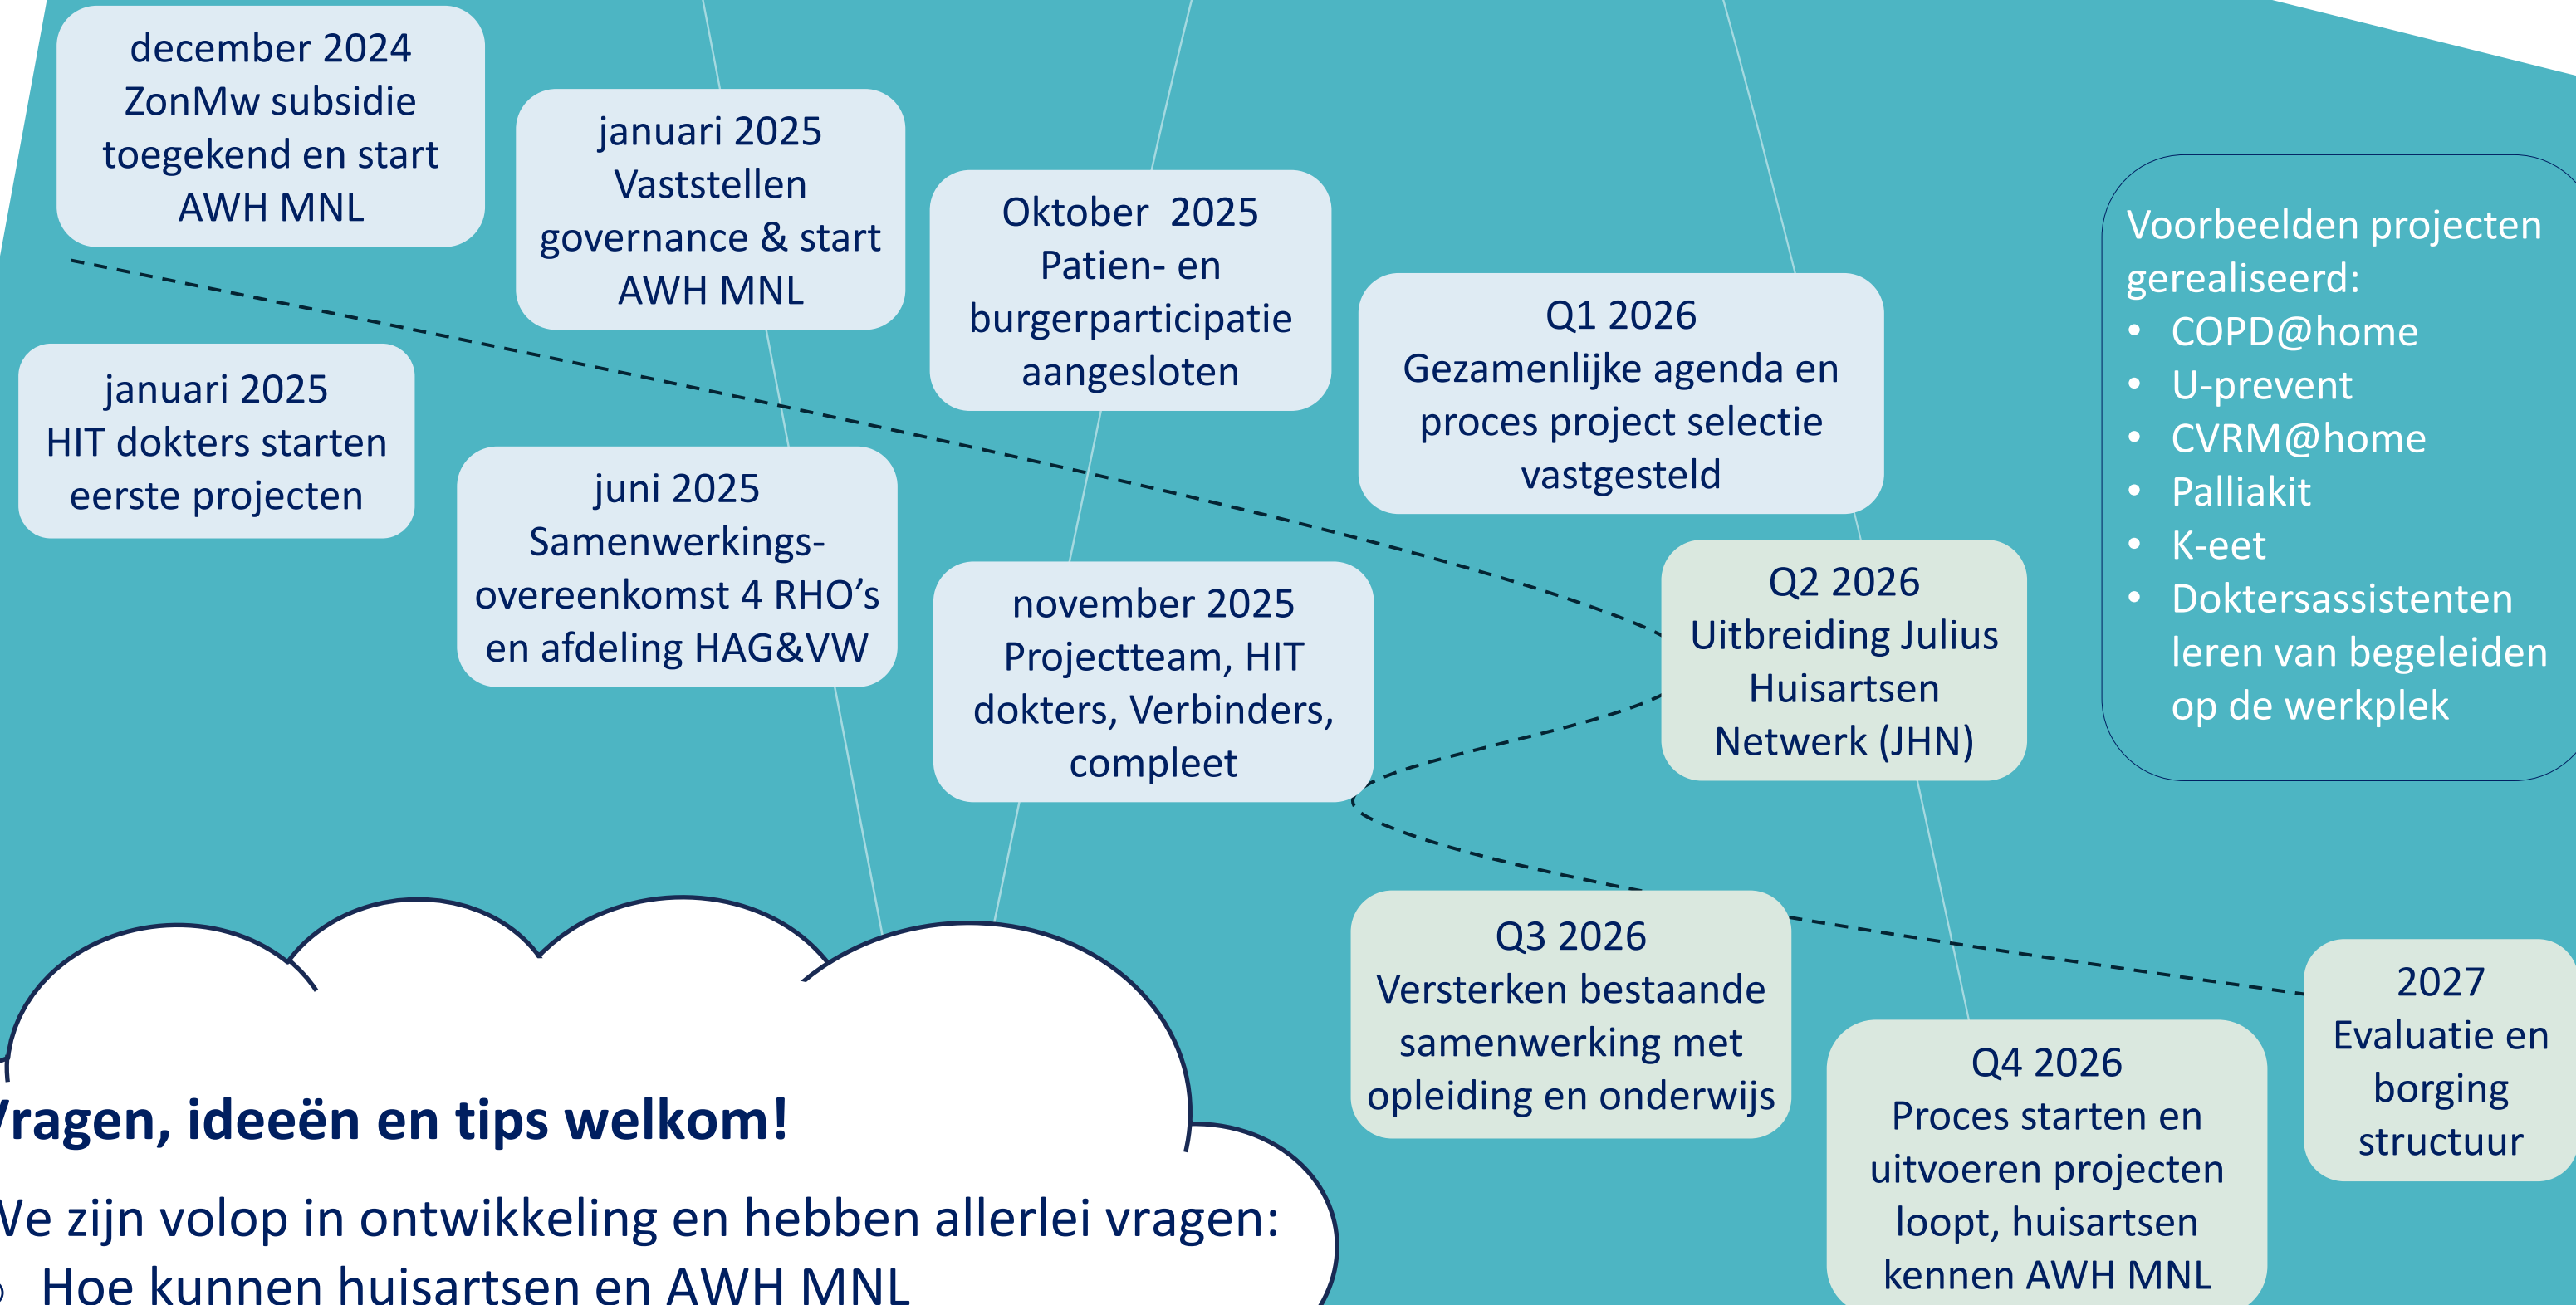 december 2024
ZonMw subsidie
toegekend en start
AWH MNL
januari 2025
HIT dokters starten
eerste projecten
januari 2025
Vaststellen
governance & start
AWH MNL
juni 2025
Samenwerkings-
overeenkomst 4 RHO’s
en afdeling HAG&VW
Oktober  2025
Patien- en
burgerparticipatie
aangesloten
november 2025
Projectteam, HIT
dokters, Verbinders,
compleet
Q1 2026
Gezamenlijke agenda en
proces project selectie
vastgesteld
Q2 2026
Uitbreiding Julius
Huisartsen
Netwerk (JHN)
Q3 2026
Versterken bestaande
samenwerking met
opleiding en onderwijs
Q4 2026
Proces starten en
uitvoeren projecten
loopt, huisartsen
kennen AWH MNL
2027
Evaluatie en
borging
structuur
Voorbeelden projecten
gerealiseerd:
• COPD@home
• U-prevent
• CVRM@home
• Palliakit
• K-eet
• Doktersassistenten
leren van begeleiden
op de werkplek
Vragen, ideeën en tips welkom!
We zijn volop in ontwikkeling en hebben allerlei vragen:
Hoe kunnen huisartsen en AWH MNL